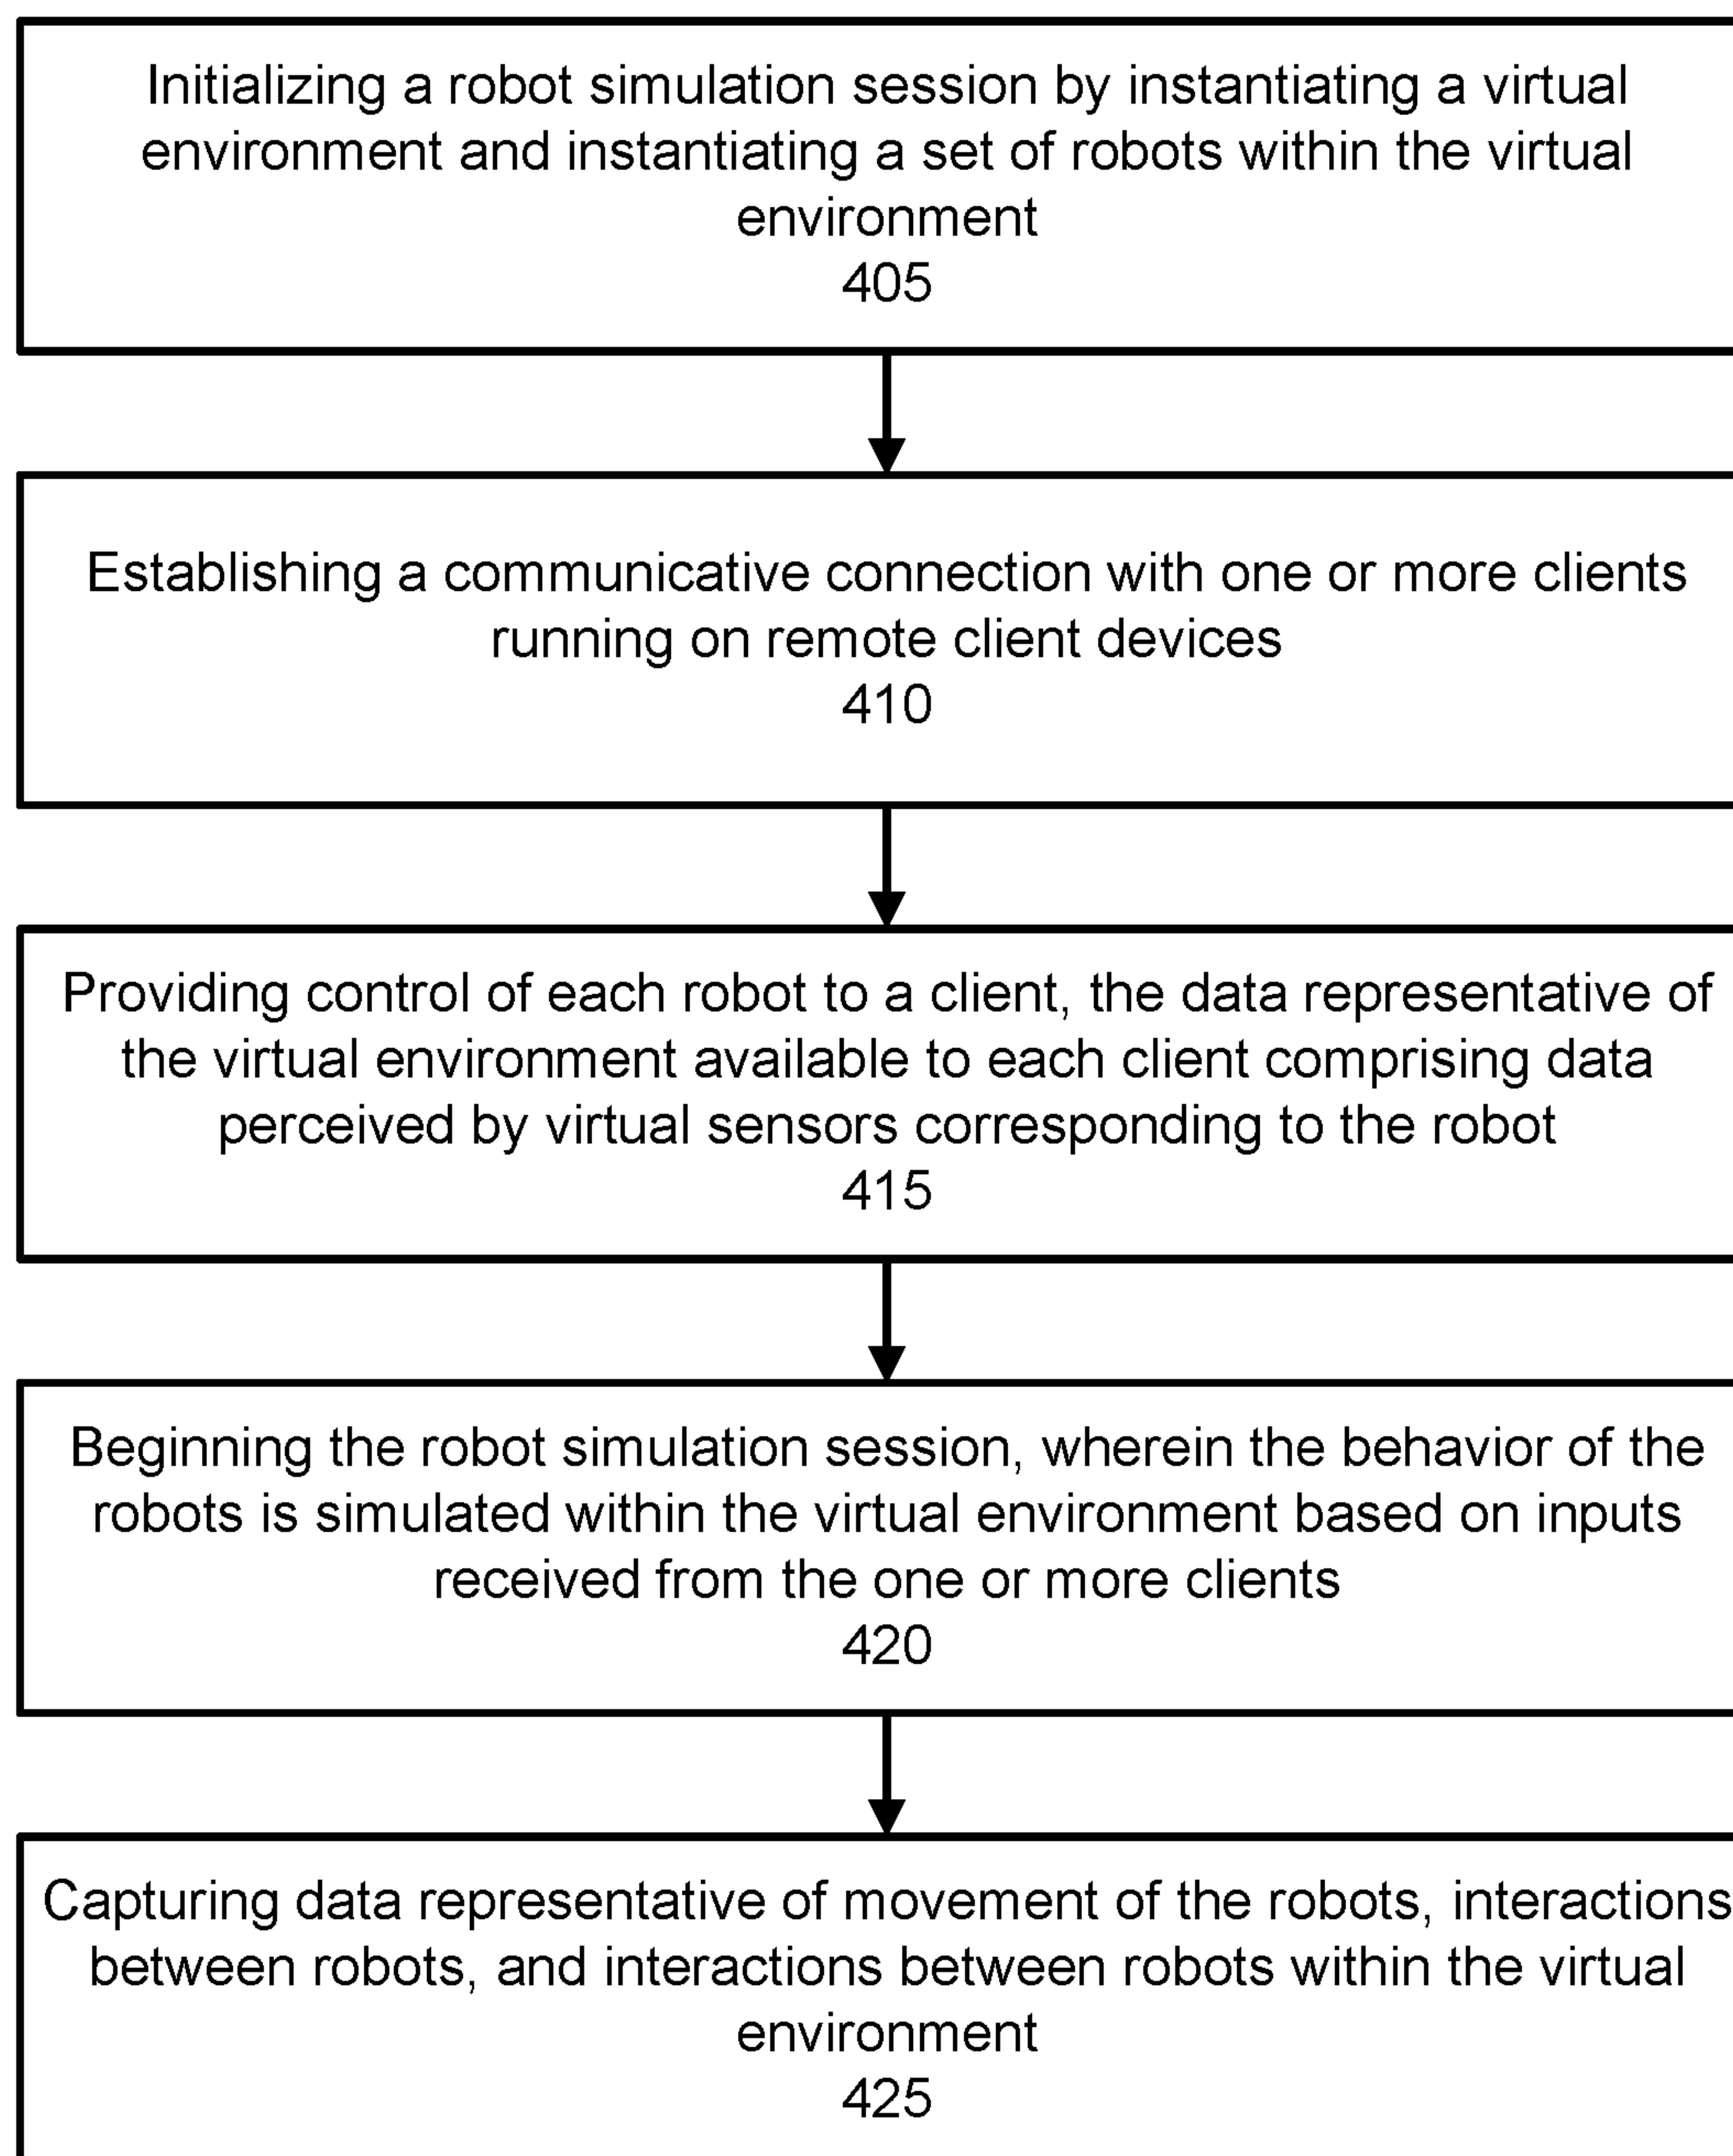 Initializing a robot simulation session by instantiating a virtual
environment and instantiating a set of robots within the virtual
environment
405
Establishing a communicative connection with one or more clients
running on remote client devices
410
Providing control of each robot to a client, the data representative of
the virtual environment available to each client comprising data
perceived by virtual sensors corresponding to the robot
415
Beginning the robot simulation session, wherein the behavior of the
robots is simulated within the virtual environment based on inputs
received from the one or more clients
420
Capturing data representative of movement of the robots, interactions
between robots, and interactions between robots within the virtual
environment
425